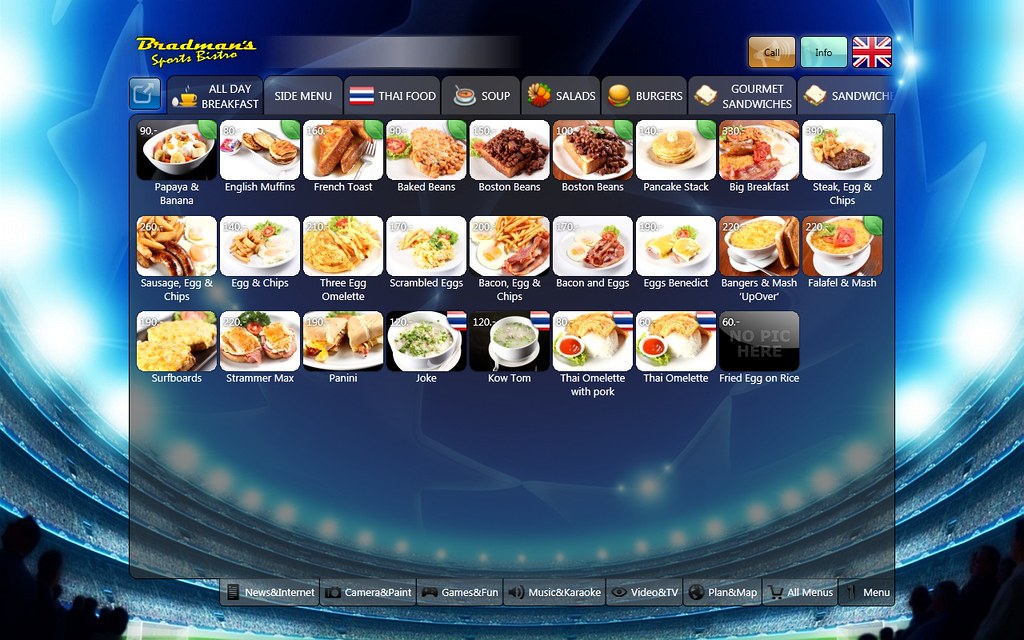 Bradman's
Sports Bistro
Call
Info
ALL DAY
BREAKFAST
SIDE MENU
THAI FOOD
SOUP
SALADS
BURGERS
GOURMET
SANDWICHES
SANDWICHE
90.-
80.-
160.-
90.-
150.-
100.-
140.-
330.-
390.-
Papaya &
Banana
English Muffins
French Toast
Baked Beans
Boston Beans
Boston Beans
Pancake Stack
Big Breakfast
Steak, Egg &
Chips
260.-
140.-
210.-
170.-
200.-
170.-
190.-
220.-
220.-
Sausage, Egg &
Chips
Egg & Chips
Three Egg
Omelette
Scrambled Eggs
Bacon, Egg &
Chips
Bacon and Eggs
Eggs Benedict
Bangers & Mash
'UpOver'
Falafel & Mash
190.-
220.-
190.-
120.-
120.-
80.-
60.-
60.-
NO PIC
HERE
Surfboards
Strammer Max
Panini
Joke
Kow Tom
Thai Omelette
with pork
Thai Omelette
Fried Egg on Rice
News&Internet
Camera&Paint
Games&Fun
Music&Karaoke
Video&TV
Plan&Map
All Menus
Menu